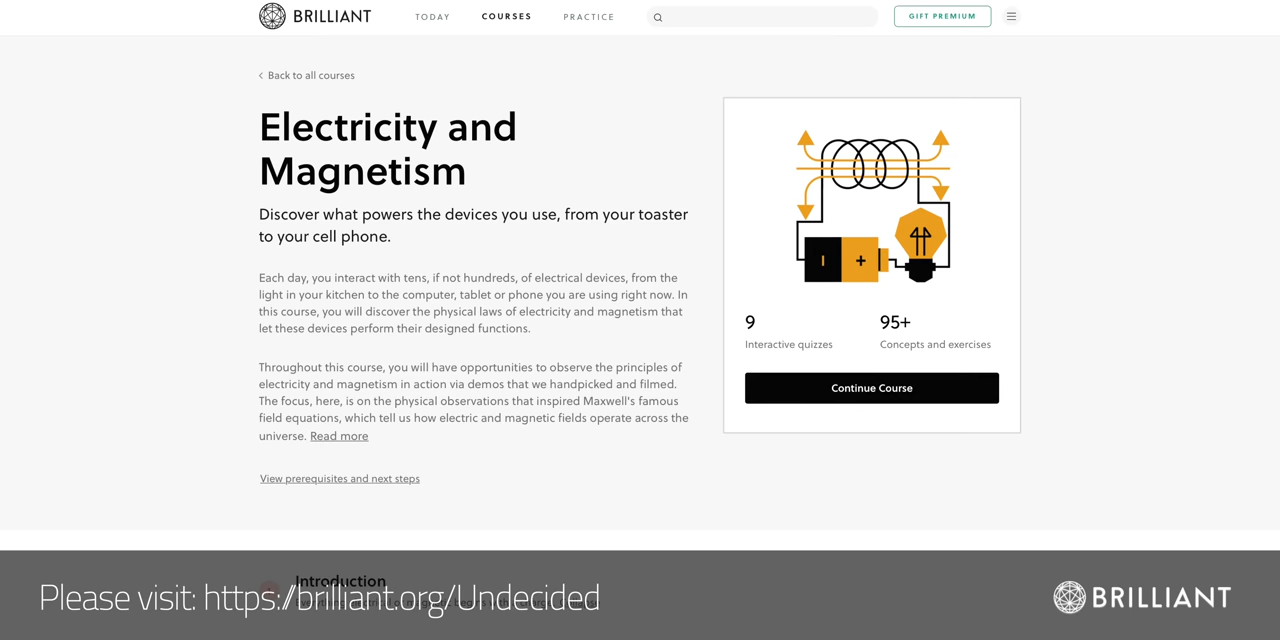 BRILLIANT
TODAY
COURSES
PRACTICE
GIFT PREMIUM
Back to all courses
Electricity and
Magnetism
Discover what powers the devices you use, from your toaster
to your cell phone.
Each day, you interact with tens, if not hundreds, of electrical devices, from the
light in your kitchen to the computer, tablet or phone you are using right now. In
this course, you will discover the physical laws of electricity and magnetism that
let these devices perform their designed functions.
Throughout this course, you will have opportunities to observe the principles of
electricity and magnetism in action via demos that we handpicked and filmed.
The focus, here, is on the physical observations that inspired Maxwell's famous
field equations, which tell us how electric and magnetic fields operate across the
universe. Read more
View prerequisites and next steps
9
Interactive quizzes
95+
Concepts and exercises
Continue Course
Introduction
Please visit: https://brilliant.org/Undecided
BRILLIANT